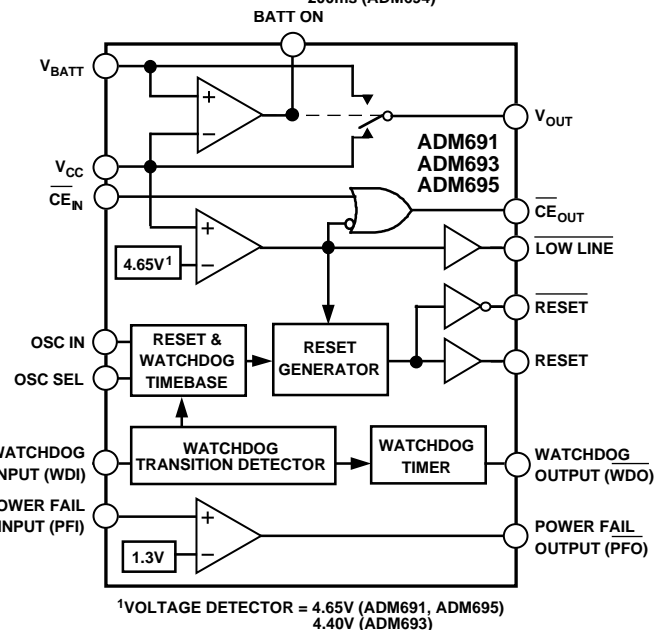 200ms (ADM694)
BATT ON
VBATT
VOUT
ADM691
ADM693
ADM695
VCC
CEIN
CEOUT
4.65V1
LOW LINE
RESET
OSC IN
RESET &
WATCHDOG
TIMEBASE
RESET
GENERATOR
RESET
OSC SEL
WATCHDOG
INPUT (WDI)
WATCHDOG
TRANSITION DETECTOR
WATCHDOG
TIMER
WATCHDOG
OUTPUT (WDO)
POWER FAIL
INPUT (PFI)
1.3V
POWER FAIL
OUTPUT (PFO)
1VOLTAGE DETECTOR = 4.65V (ADM691, ADM695)
4.40V (ADM693)